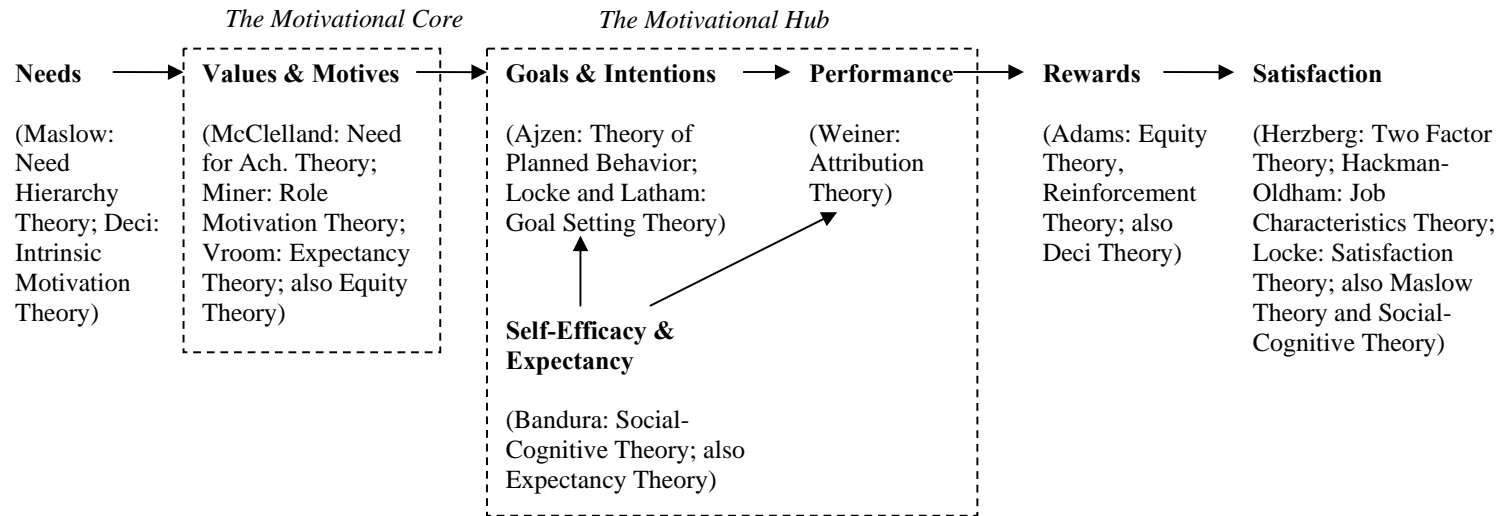 The Motivational Core
The Motivational Hub
Needs
(Maslow:
Need
Hierarchy
Theory; Deci:
Intrinsic
Motivation
Theory)
Values & Motives
(McClelland: Need
for Ach. Theory;
Miner: Role
Motivation Theory;
Vroom: Expectancy
Theory; also Equity
Theory)
Goals & Intentions
(Ajzen: Theory of
Planned Behavior;
Locke and Latham:
Goal Setting Theory)
Performance
(Weiner:
Attribution
Theory)
Self-Efficacy &
Expectancy
(Bandura: Social-
Cognitive Theory; also
Expectancy Theory)
Rewards
(Adams: Equity
Theory,
Reinforcement
Theory; also
Deci Theory)
Satisfaction
(Herzberg: Two Factor
Theory; Hackman-
Oldham: Job
Characteristics Theory;
Locke: Satisfaction
Theory; also Maslow
Theory and Social-
Cognitive Theory)